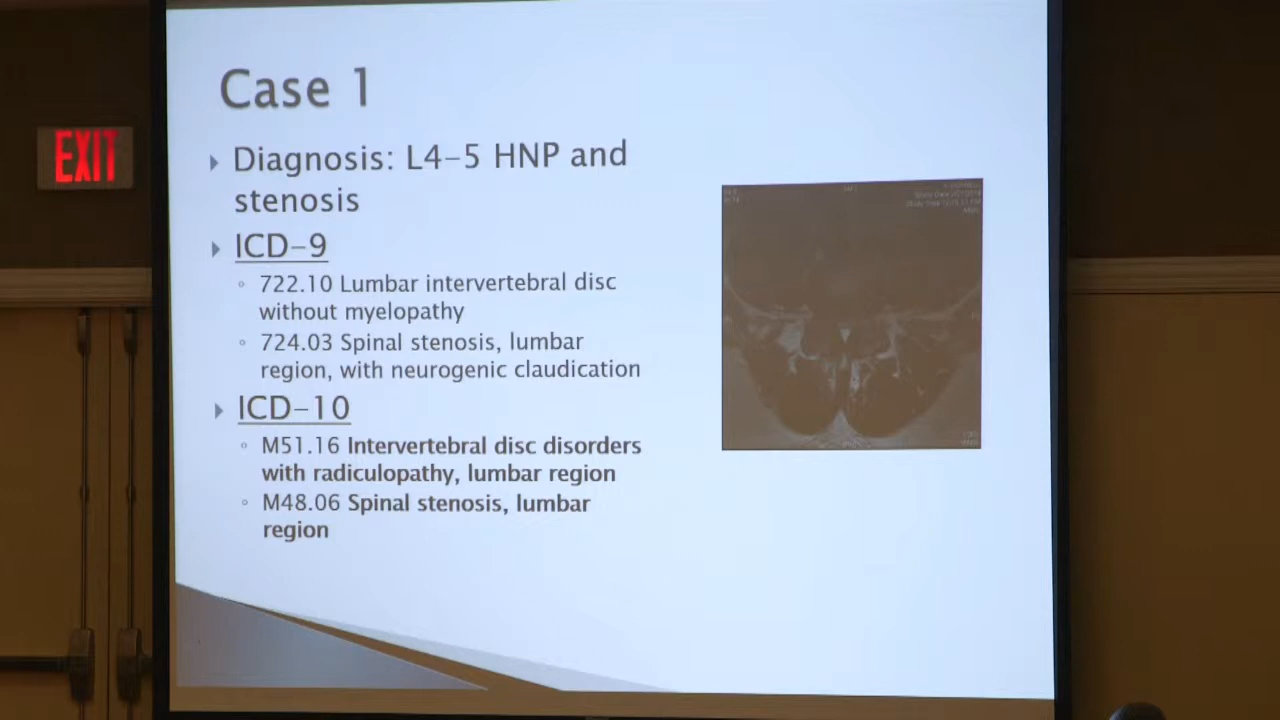 EXIT
Case 1
Diagnosis: L4-5 HNP and
stenosis
ICD-9
722.10 Lumbar intervertebral disc
without myelopathy
724.03 Spinal stenosis, lumbar
region, with neurogenic claudication
ICD-10
M51.16 Intervertebral disc disorders
with radiculopathy, lumbar region
M48.06 Spinal stenosis, lumbar
region